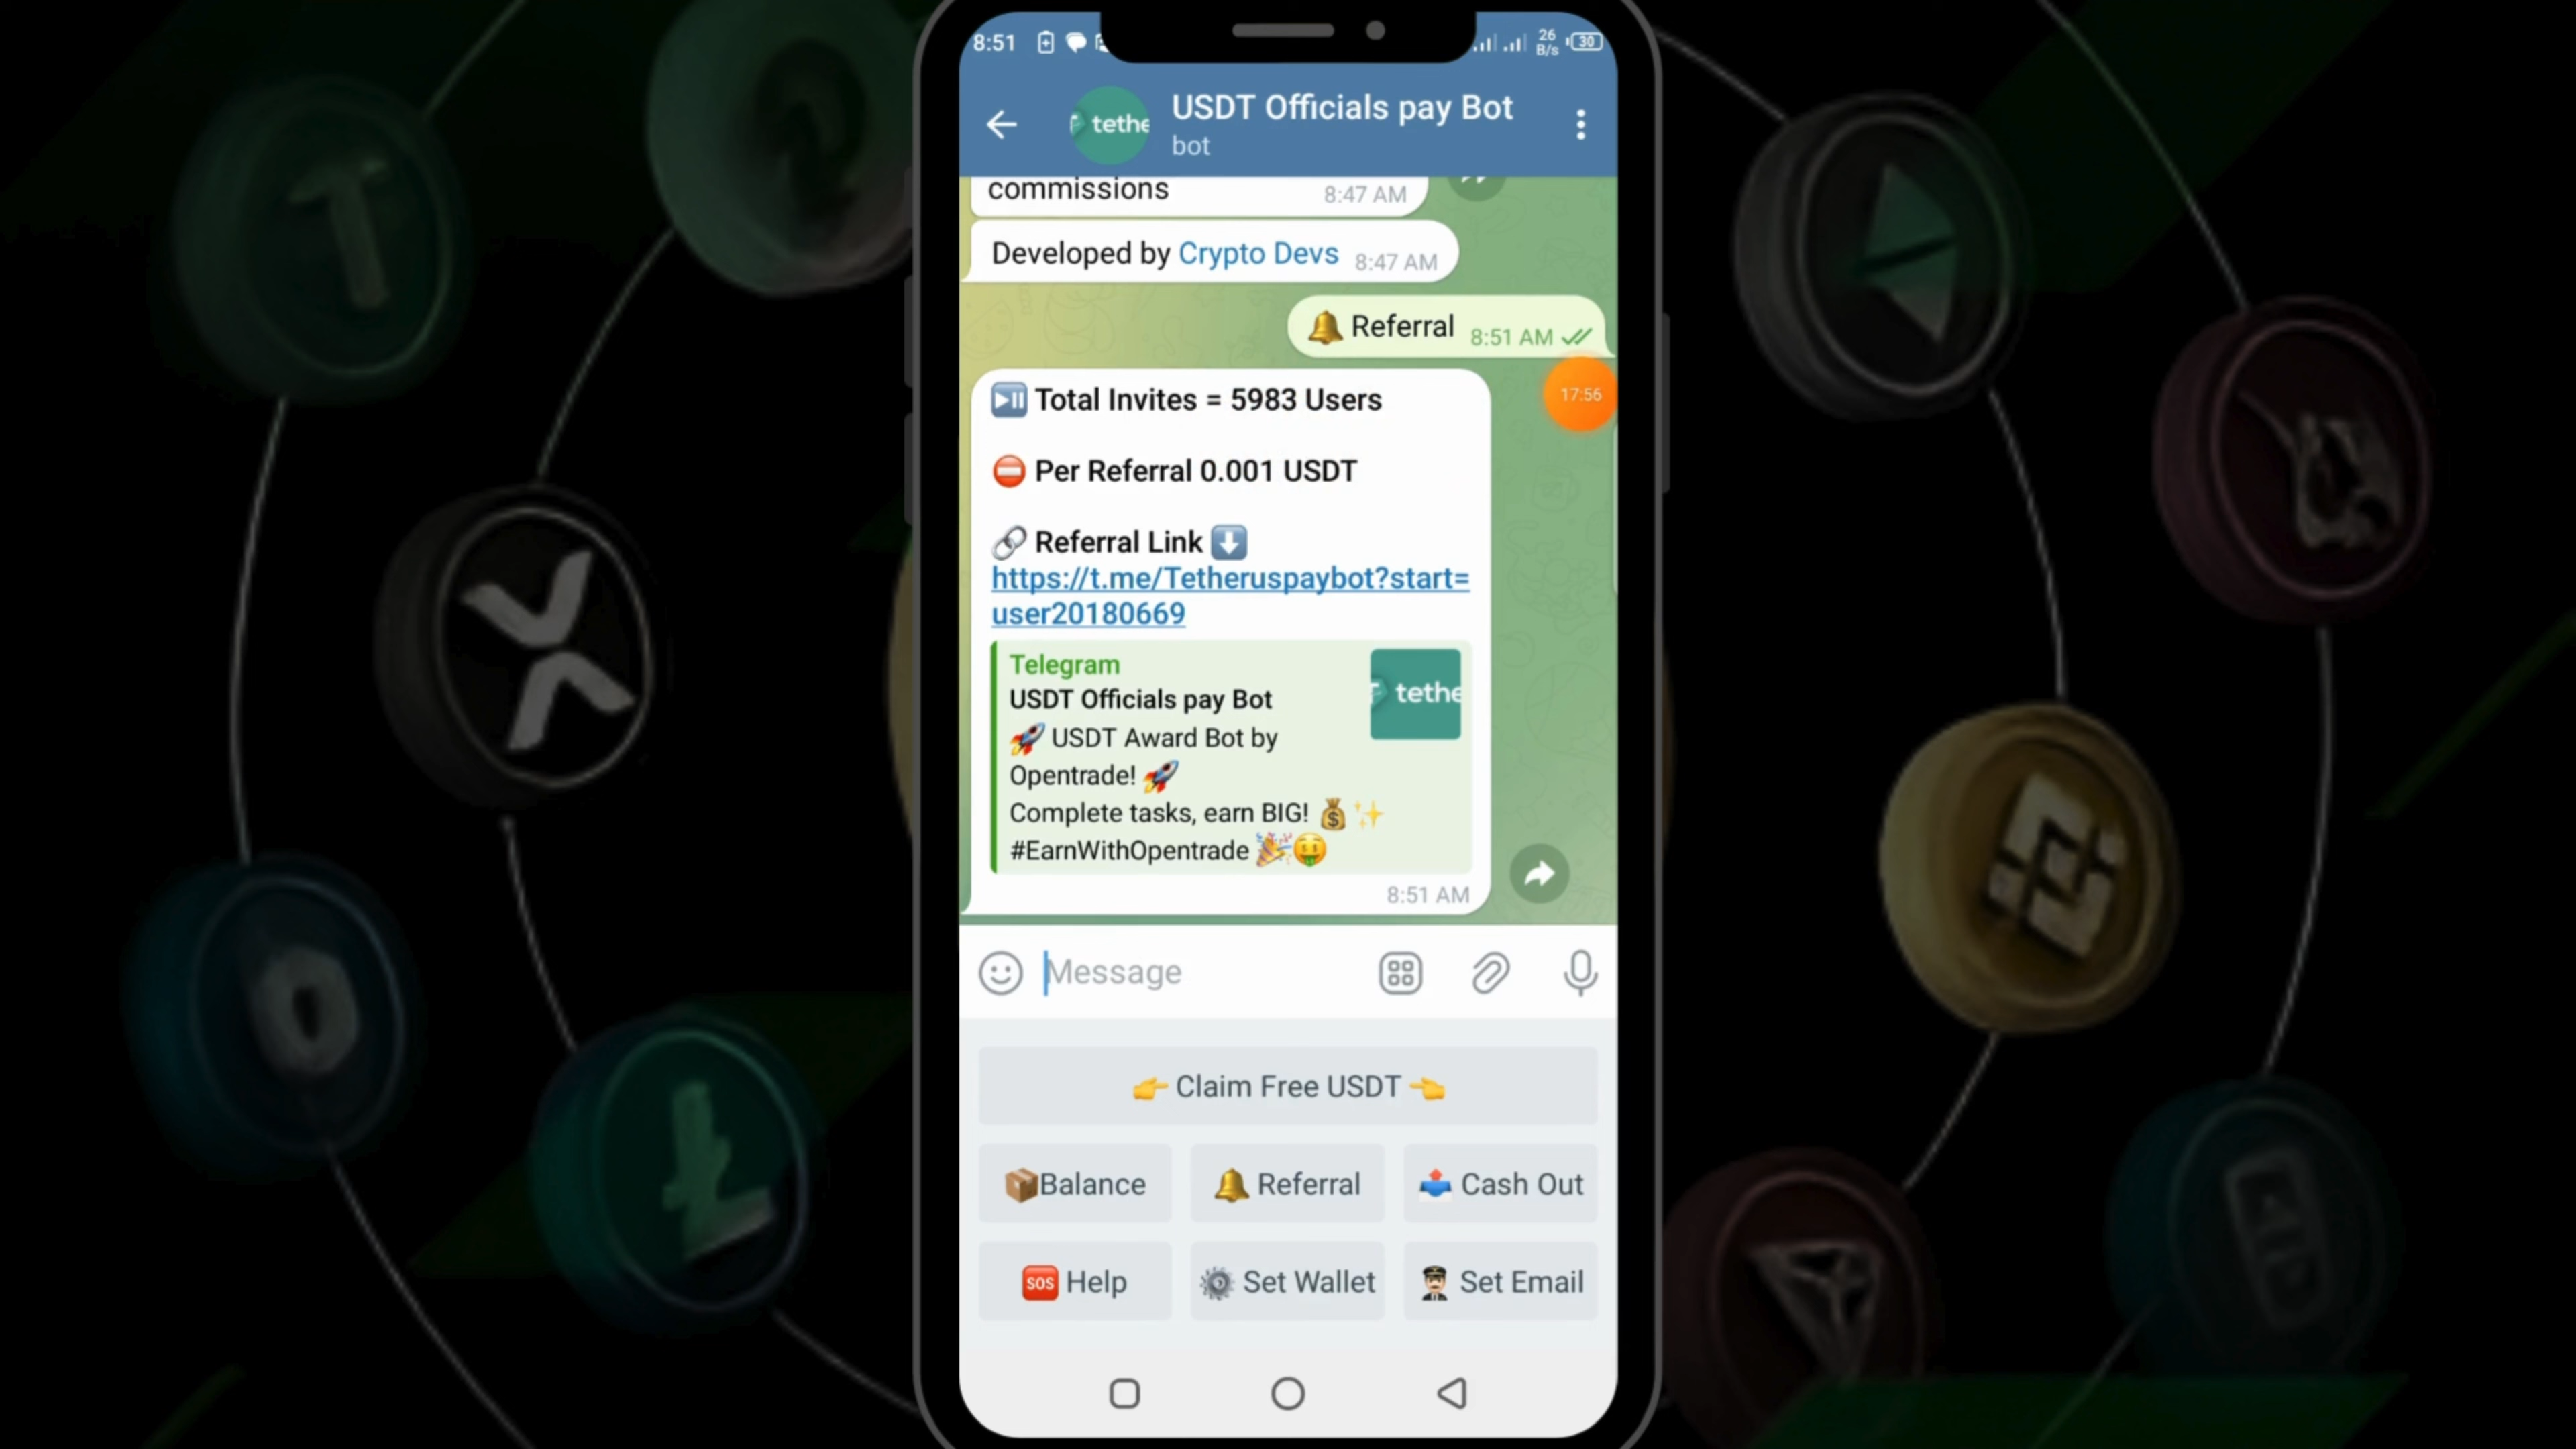 8:51
26
B/s
30
tethe
USDT Officials pay Bot
bot
commissions 8:47 AM
Developed by Crypto Devs 8:47 AM
🔔 Referral 8:51 AM
17:56
⏯️ Total Invites = 5983 Users
⛔ Per Referral 0.001 USDT
🔗 Referral Link ⬇️
https://t.me/Tetheruspaybot?start=
user20180669
Telegram
USDT Officials pay Bot
tethe
🚀 USDT Award Bot by
Opentrade! 🚀
Complete tasks, earn BIG! 💰✨
#EarnWithOpentrade 🎉🤑
8:51 AM
Message
👉 Claim Free USDT 👈
📦Balance
🔔 Referral
📤 Cash Out
🆘 Help
⚙️ Set Wallet
👨‍✈️ Set Email